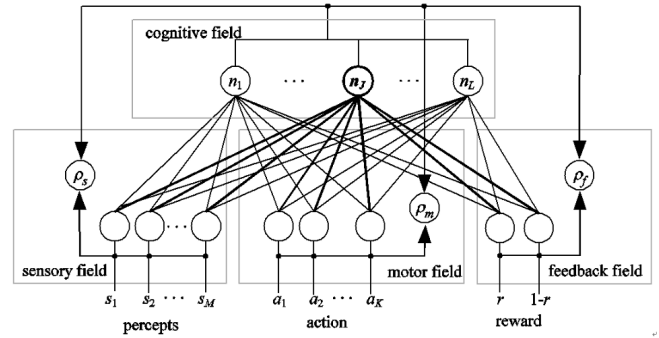 cognitive field
n1 ... nJ ... nL
ρs
ρm
ρf
sensory field
motor field
feedback field
s1 s2 ... sM
a1 a2 ... aK
r 1-r
percepts
action
reward